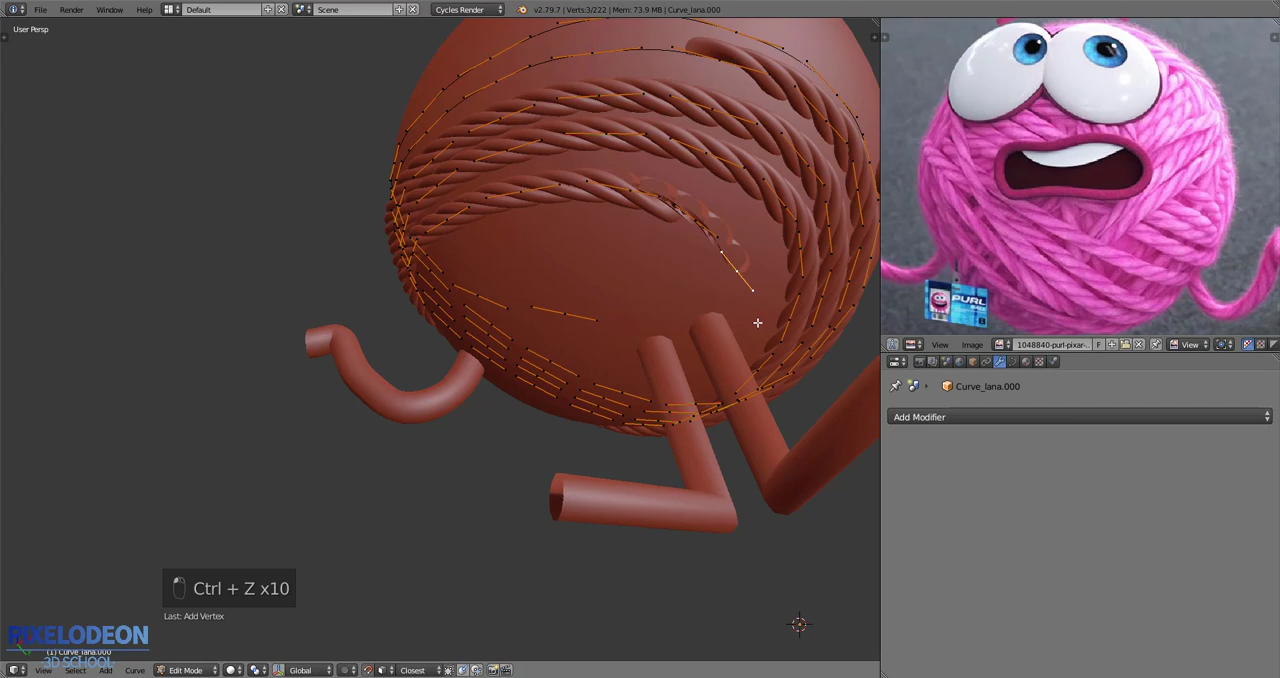 File Render Window Help Default Scene Cycles Render v2.79.7 | Verts:3/222 | Mem: 73.9 MB | Curve_lana.000
User Persp
PURL
View Image 1048840-purl-pixar-.. F View
Curve_lana.000
Add Modifier
Ctrl + Z x10
Last: Add Vertex
PIXELODEON
3D SCHOOL
(1) Curve_lana.000
View Select Add Curve Edit Mode Global Closest